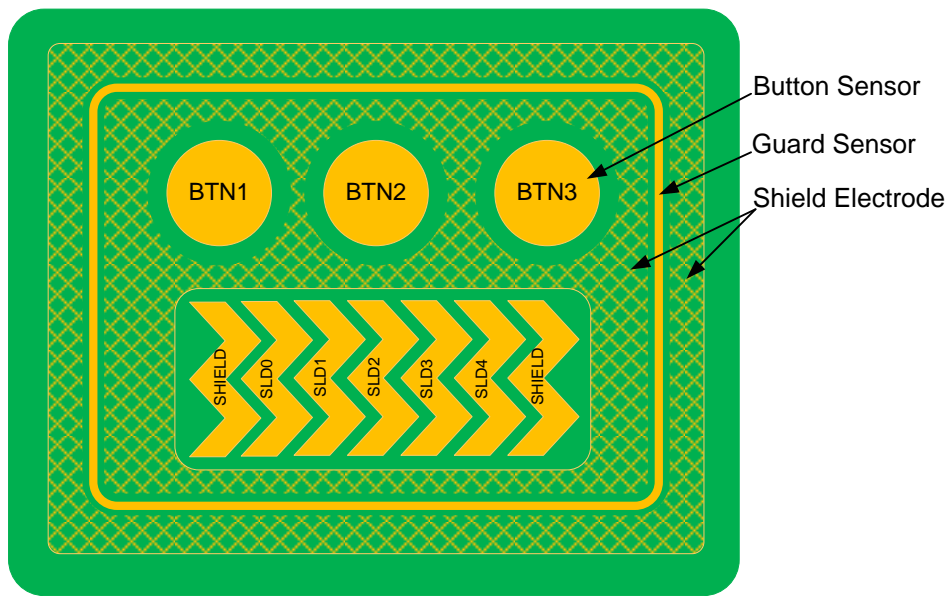 Button Sensor
Guard Sensor
Shield Electrode
BTN1
BTN2
BTN3
SHIELD
SLD0
SLD1
SLD2
SLD3
SLD4
SHIELD